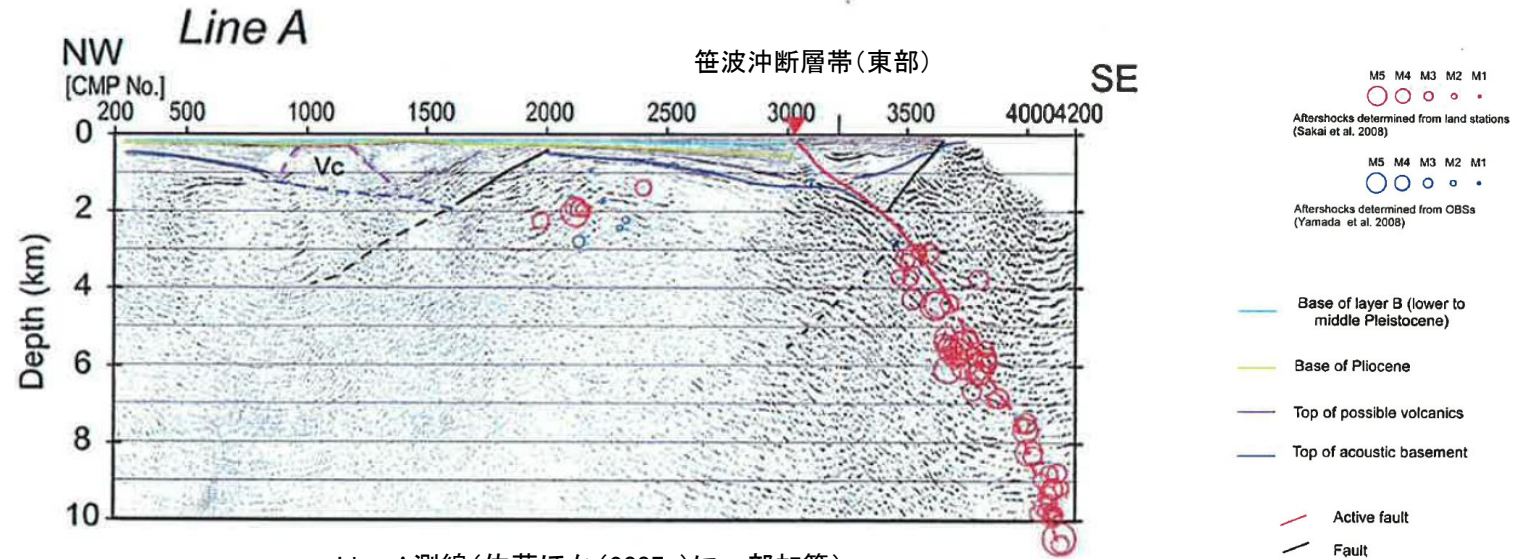 Line A
NW
[CMP No.]
笹波沖断層帯(東部)
SE
200 500 1000 1500 2000 2500 3000 3500 4000 4200
0
2
4
6
8
10
Depth (km)
Vc
M5 M4 M3 M2 M1
Aftershocks determined from land stations
(Sakai et al. 2008)
M5 M4 M3 M2 M1
Aftershocks determined from OBSs
(Yamada et al. 2008)
Base of layer B (lower to
middle Pleistocene)
Base of Pliocene
Top of possible volcanics
Top of acoustic basement
Active fault
Fault